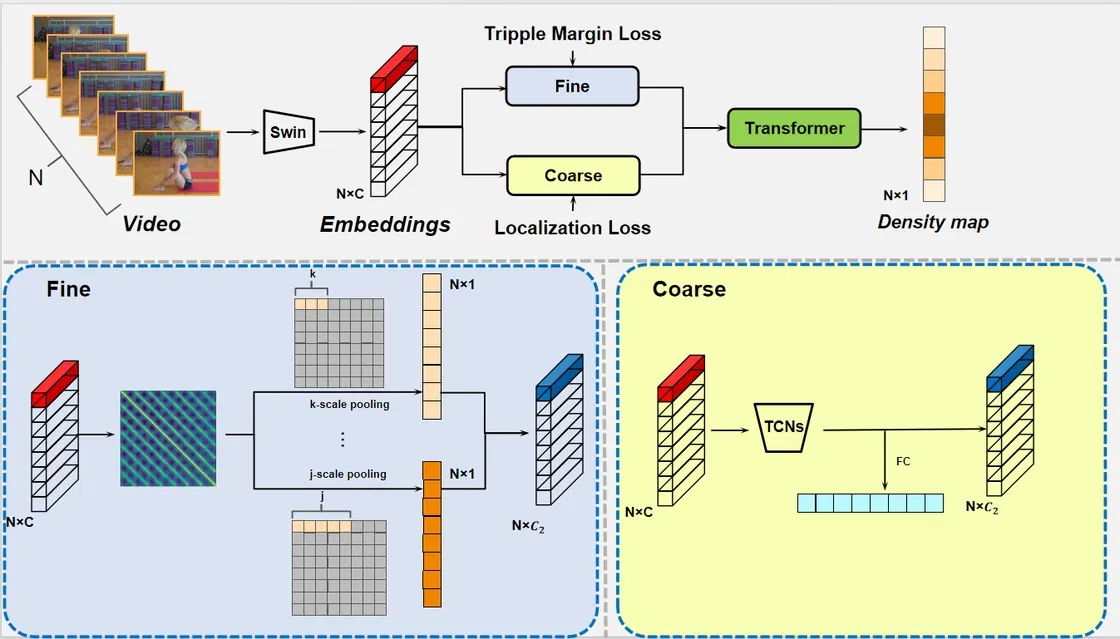 Tripple Margin Loss
Fine
Swin
Transformer
Coarse
N
N×C
N×1
Video
Embeddings
Localization Loss
Density map
Fine
k
N×1
k-scale pooling
⋮
j-scale pooling
N×1
j
N×C
N×C₂
Coarse
TCNs
FC
N×C
N×C₂